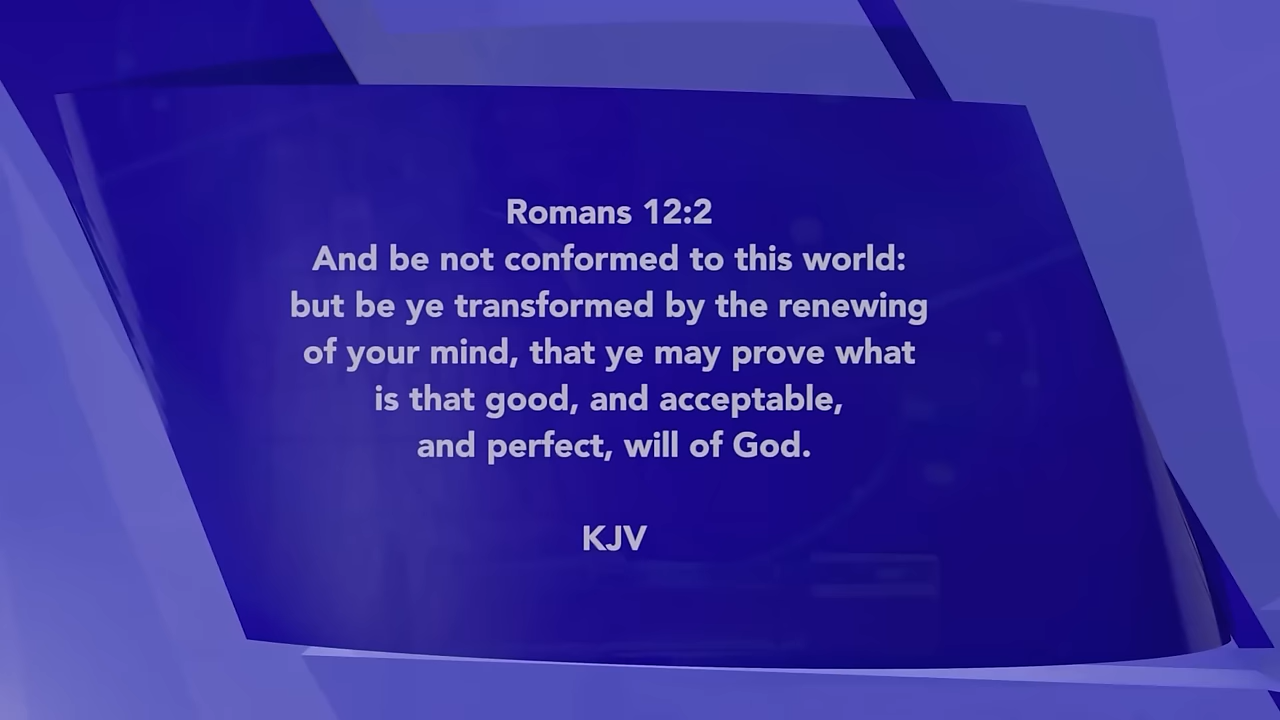 Romans 12:2
And be not conformed to this world:
but be ye transformed by the renewing
of your mind, that ye may prove what
is that good, and acceptable,
and perfect, will of God.
KJV